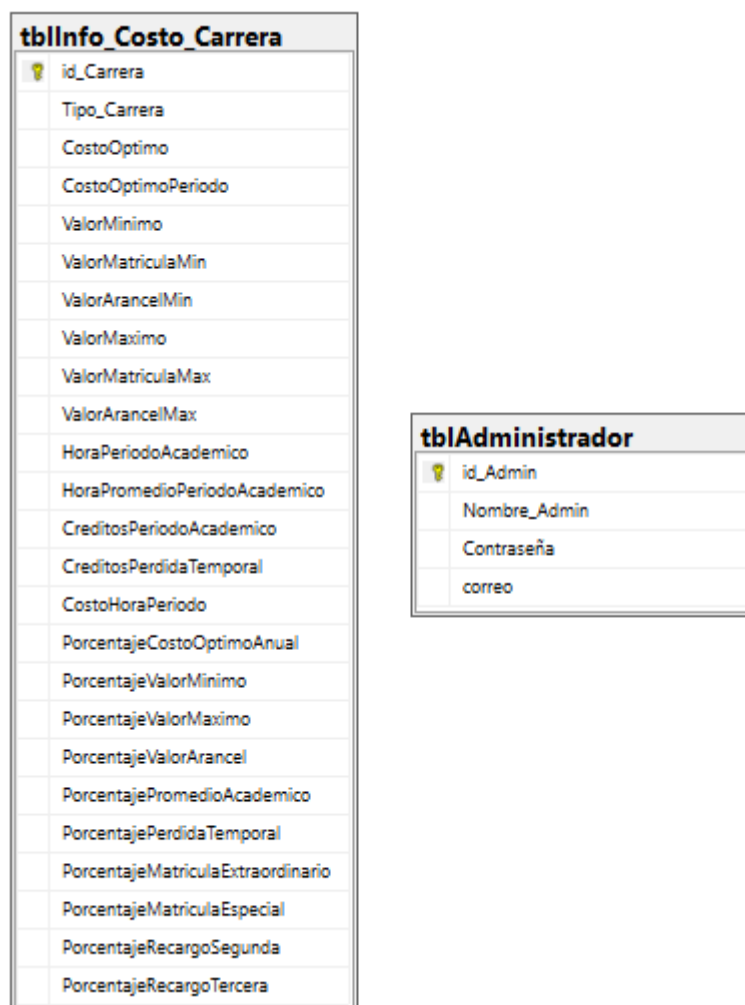 tblInfo_Costo_Carrera
id_Carrera
Tipo_Carrera
CostoOptimo
CostoOptimoPeriodo
ValorMinimo
ValorMatriculaMin
ValorArancelMin
ValorMaximo
ValorMatriculaMax
ValorArancelMax
HoraPeriodoAcademico
HoraPromedioPeriodoAcademico
CreditosPeriodoAcademico
CreditosPerdidaTemporal
CostoHoraPeriodo
PorcentajeCostoOptimoAnual
PorcentajeValorMinimo
PorcentajeValorMaximo
PorcentajeValorArancel
PorcentajePromedioAcademico
PorcentajePerdidaTemporal
PorcentajeMatriculaExtraordinario
PorcentajeMatriculaEspecial
PorcentajeRecargoSegunda
PorcentajeRecargoTercera
tblAdministrador
id_Admin
Nombre_Admin
Contraseña
correo